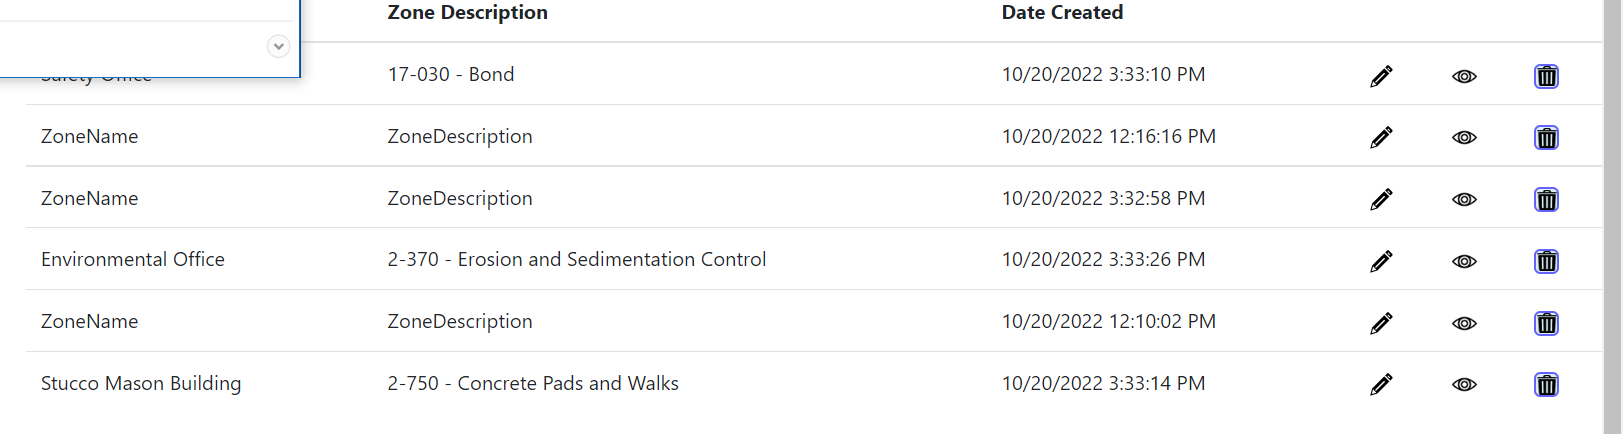 Zone Description Date Created
Safety Office 17-030 - Bond 10/20/2022 3:33:10 PM
ZoneName ZoneDescription 10/20/2022 12:16:16 PM
ZoneName ZoneDescription 10/20/2022 3:32:58 PM
Environmental Office 2-370 - Erosion and Sedimentation Control 10/20/2022 3:33:26 PM
ZoneName ZoneDescription 10/20/2022 12:10:02 PM
Stucco Mason Building 2-750 - Concrete Pads and Walks 10/20/2022 3:33:14 PM